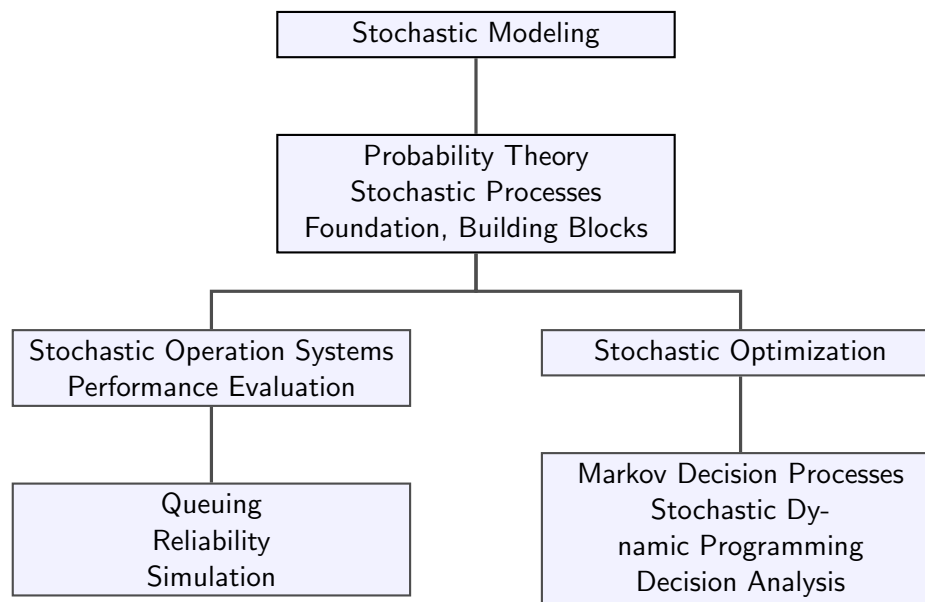 Stochastic Modeling
Probability Theory
Stochastic Processes
Foundation, Building Blocks
Stochastic Operation Systems
Performance Evaluation
Stochastic Optimization
Queuing
Reliability
Simulation
Markov Decision Processes
Stochastic Dy-
namic Programming
Decision Analysis